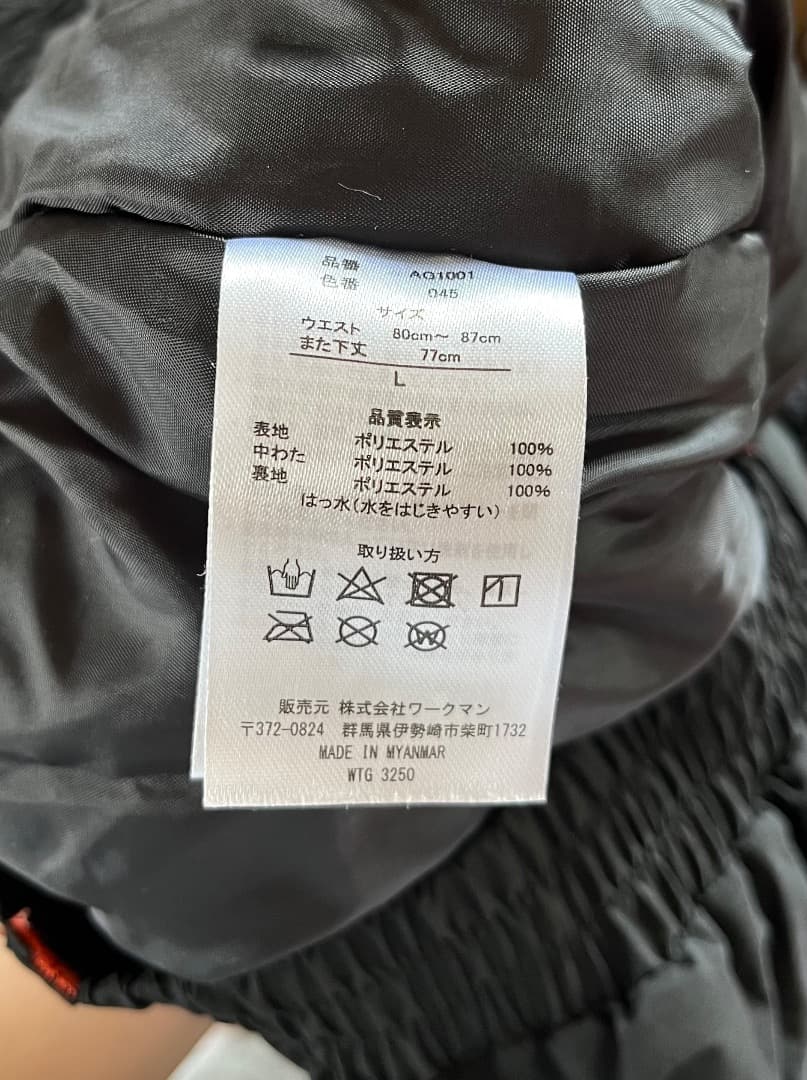 品番 AG1001
色番 045
サイズ
ウエスト 80cm〜 87cm
また下丈 77cm
L
品質表示
表地 ポリエステル 100%
中わた ポリエステル 100%
裏地 ポリエステル 100%
はっ水(水をはじきやすい)
取り扱い方
販売元 株式会社ワークマン
〒372-0824 群馬県伊勢崎市柴町1732
MADE IN MYANMAR
WTG 3250